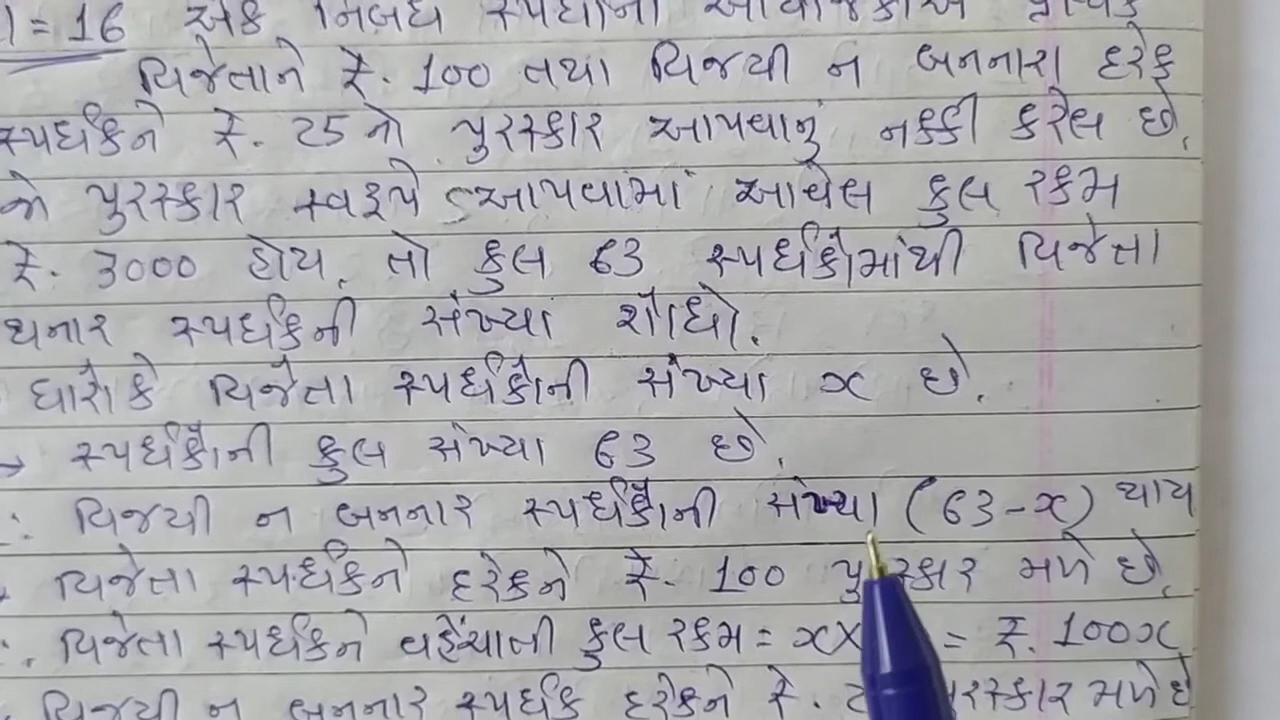 = 16 એક નિબંધ સ્પર્ધાના આયોજકોએ પ્રત્યેક
વિજેતાને રૂ. 100 તથા વિજયી ન બનનારા દરેક
સ્પર્ધકને રૂ. 25 નો પુરસ્કાર આપવાનું નક્કી કરેલ છે.
જો પુરસ્કાર સ્વરૂપે આપવામાં આવેલ કુલ રકમ
રૂ. 3000 હોય, તો કુલ 63 સ્પર્ધકોમાંથી વિજેતા
થનાર સ્પર્ધકની સંખ્યા શોધો.
ધારો કે વિજેતા સ્પર્ધકોની સંખ્યા x છે.
→ સ્પર્ધકોની કુલ સંખ્યા 63 છે.
∴ વિજયી ન બનનાર સ્પર્ધકોની સંખ્યા (63-x) થાય
વિજેતા સ્પર્ધકને દરેકને રૂ. 100 પુરસ્કાર મળે છે.
∴ વિજેતા સ્પર્ધકને વહેંચાતી કુલ રકમ = x× = રૂ. 100x
વિજયી ન બનનાર સ્પર્ધક દરેકને રૂ. 2 પુરસ્કાર મળે છે